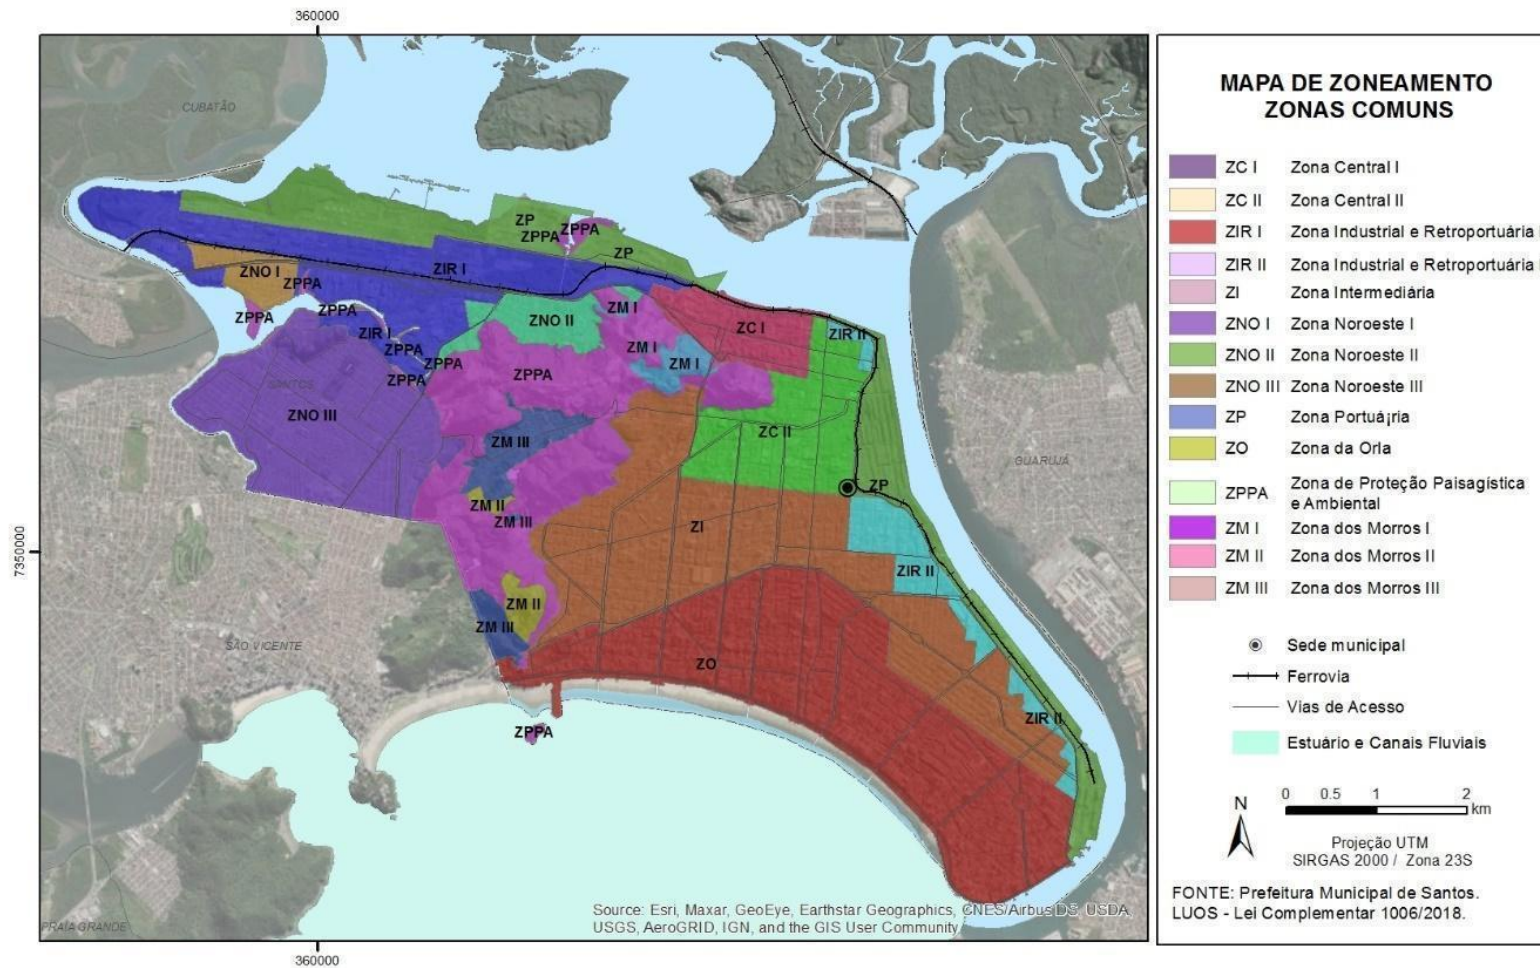 360000
CUBATÃO
ZP
ZPPA
ZPPA
ZP
ZIR I
ZNO I
ZPPA
ZPPA
ZPPA
ZM I
ZNO II
ZC I
ZIR II
ZIR I
ZM I
ZPPA
ZPPA
ZM I
ZPPA
ZPPA
SANTOS
ZNO III
ZC II
ZM III
GUARUJÁ
ZP
ZM II
ZM III
ZI
7350000
ZIR II
ZM II
ZM III
SÃO VICENTE
ZO
ZIR II
ZPPA
PRAIA GRANDE
Source: Esri, Maxar, GeoEye, Earthstar Geographics, CNES/Airbus DS, USDA,
USGS, AeroGRID, IGN, and the GIS User Community
360000
MAPA DE ZONEAMENTO
ZONAS COMUNS
ZC I Zona Central I
ZC II Zona Central II
ZIR I Zona Industrial e Retroportuária
ZIR II Zona Industrial e Retroportuária
ZI Zona Intermediária
ZNO I Zona Noroeste I
ZNO II Zona Noroeste II
ZNO III Zona Noroeste III
ZP Zona Portuá¡ria
ZO Zona da Orla
ZPPA Zona de Proteção Paisagística
e Ambiental
ZM I Zona dos Morros I
ZM II Zona dos Morros II
ZM III Zona dos Morros III
Sede municipal
Ferrovia
Vias de Acesso
Estuário e Canais Fluviais
N
0 0.5 1 2
km
Projeção UTM
SIRGAS 2000 / Zona 23S
FONTE: Prefeitura Municipal de Santos.
LUOS - Lei Complementar 1006/2018.